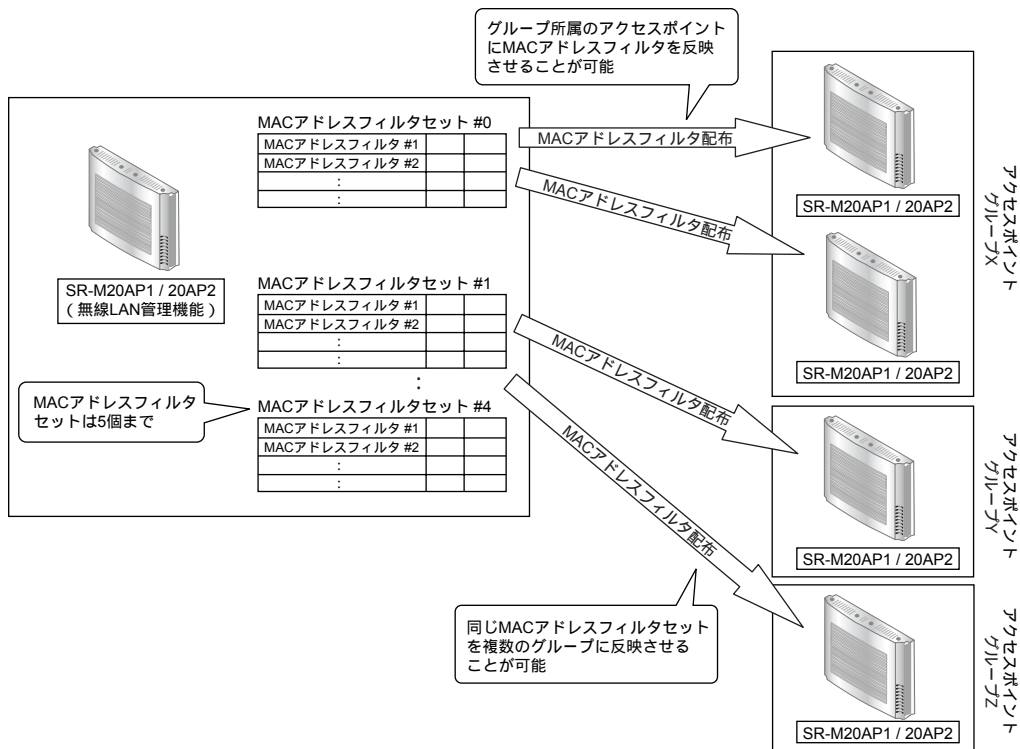 グループ所属のアクセスポイント
にMACアドレスフィルタを反映
させることが可能
MACアドレスフィルタセット #0
MACアドレスフィルタ #1
MACアドレスフィルタ #2
:
:
SR-M20AP1 / 20AP2
(無線LAN管理機能)
MACアドレスフィルタセット #1
MACアドレスフィルタ #1
MACアドレスフィルタ #2
:
:
:
MACアドレスフィルタ
セットは5個まで
MACアドレスフィルタセット #4
MACアドレスフィルタ #1
MACアドレスフィルタ #2
:
:
MACアドレスフィルタ配布
MACアドレスフィルタ配布
MACアドレスフィルタ配布
MACアドレスフィルタ配布
同じMACアドレスフィルタセット
を複数のグループに反映させる
ことが可能
SR-M20AP1 / 20AP2
SR-M20AP1 / 20AP2
アクセスポイント
グループX
SR-M20AP1 / 20AP2
アクセスポイント
グループY
SR-M20AP1 / 20AP2
アクセスポイント
グループZ